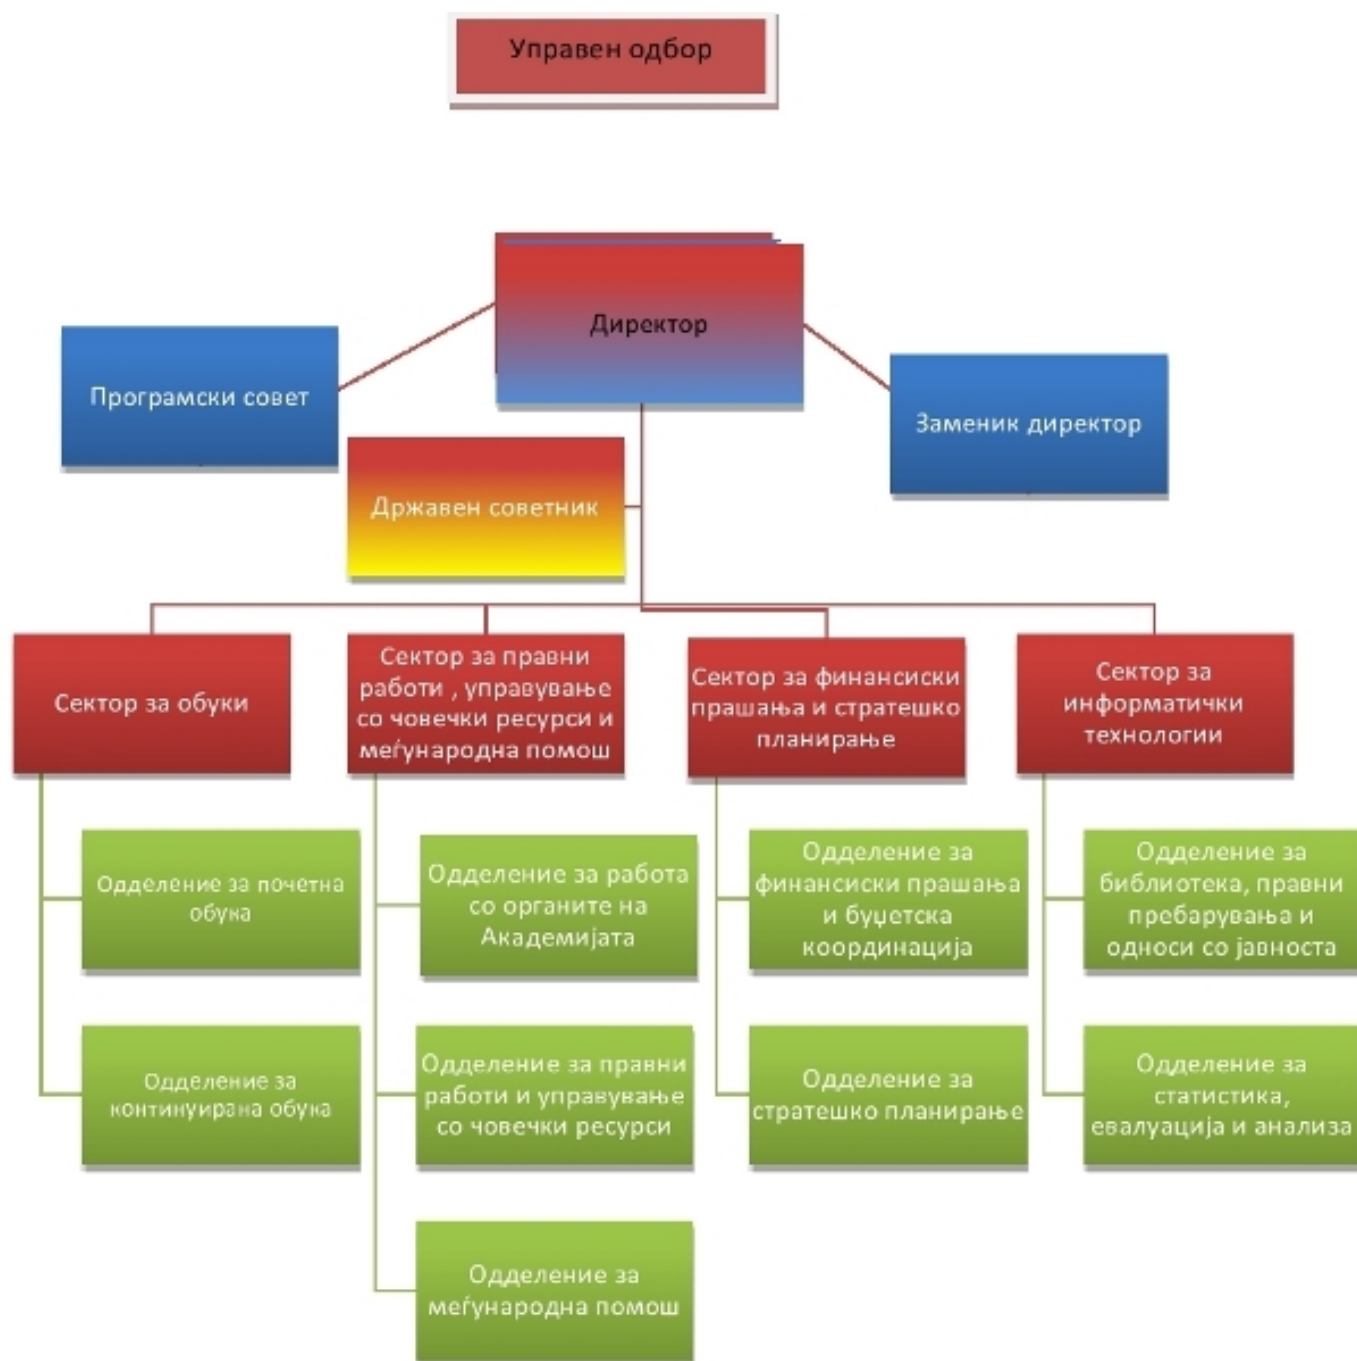 Управен одбор
Директор
Програмски совет
Заменик директор
Државен советник
Сектор за обуки
Сектор за правни
работи , управување
со човечки ресурси и
меѓународна помош
Сектор за финансиски
прашања и стратешко
планирање
Сектор за
информатички
технологии
Одделение за почетна
обука
Одделение за работа
со органите на
Академијата
Одделение за
финансиски прашања
и буџетска
координација
Одделение за
библиотека, правни
пребарувања и
односи со јавноста
Одделение за
континуирана обука
Одделение за правни
работи и управување
со човечки ресурси
Одделение за
стратешко планирање
Одделение за
статистика,
евалуација и анализа
Одделение за
меѓународна помош